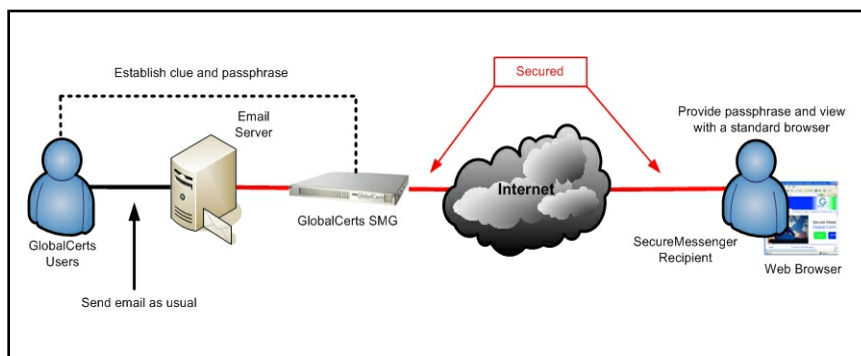 Secured
Establish clue and passphrase
Email
Server
Provide passphrase and view
with a standard browser
Internet
GlobalCerts SMG
GlobalCerts
Users
SecureMessenger
Recipient
Web Browser
Send email as usual